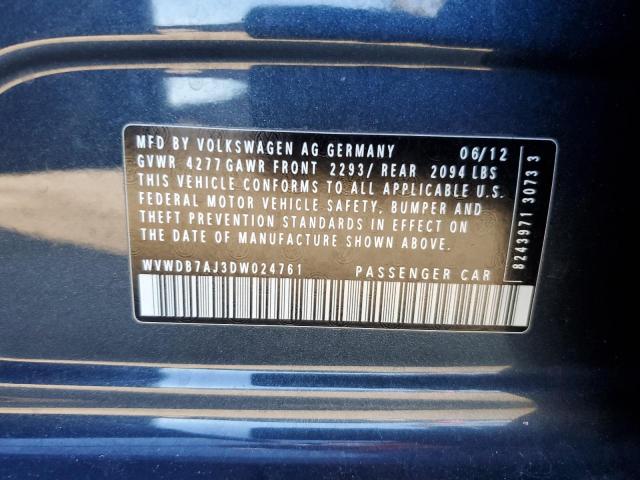 MFD BY VOLKSWAGEN AG GERMANY 06/12
GVWR 4277 GAWR FRONT 2293/ REAR 2094 LBS
THIS VEHICLE CONFORMS TO ALL APPLICABLE U.S.
FEDERAL MOTOR VEHICLE SAFETY, BUMPER AND
THEFT PREVENTION STANDARDS IN EFFECT ON THE
DATE OF MANUFACTURE SHOWN ABOVE.
WVWDB7AJ3DW024761 PASSENGER CAR
8243971 3073 3